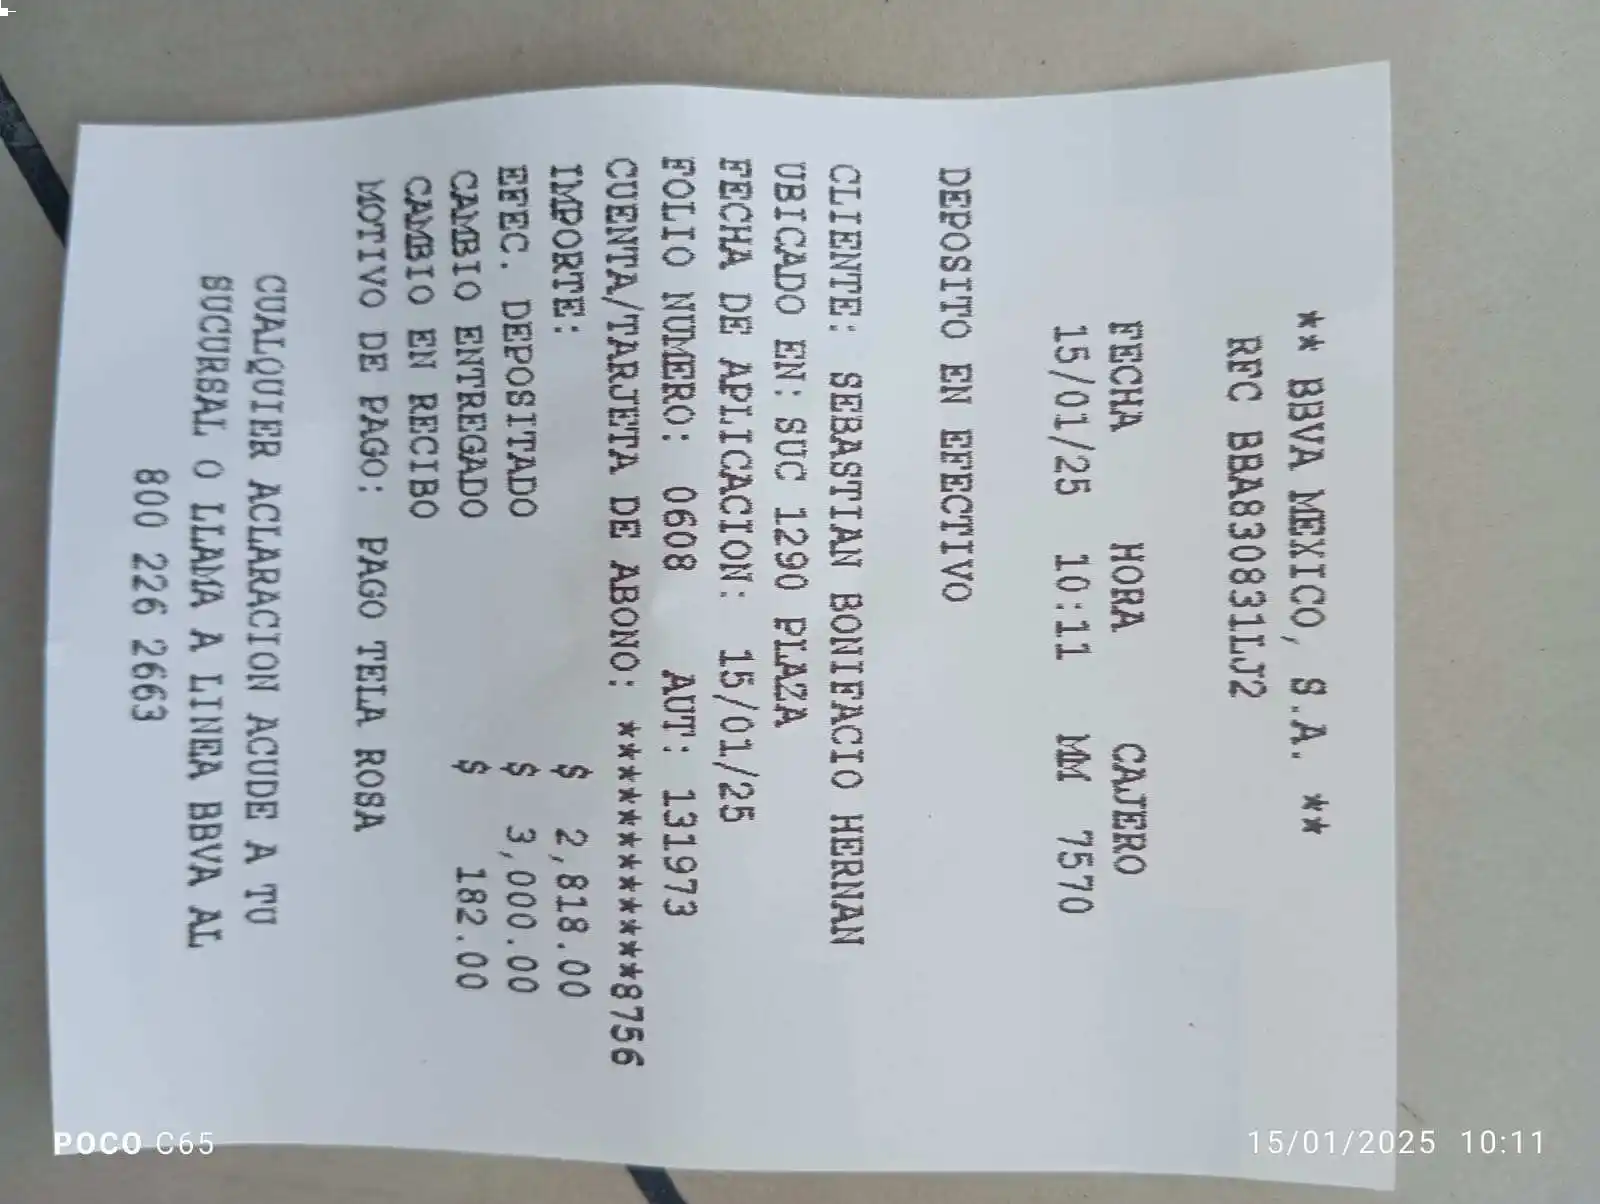 ** BBVA MEXICO, S.A. **
RFC BBA830831LJ2
FECHA HORA CAJERO
15/01/25 10:11 MM 7570
DEPOSITO EN EFECTIVO
CLIENTE: SEBASTIAN BONIFACIO HERNAN
UBICADO EN: SUC 1290 PLAZA
FECHA DE APLICACION: 15/01/25
FOLIO NUMERO: 0608 AUT: 131973
CUENTA/TARJETA DE ABONO: ************8756
IMPORTE: $ 2,818.00
EFEC. DEPOSITADO $ 3,000.00
CAMBIO ENTREGADO $ 182.00
CAMBIO EN RECIBO
MOTIVO DE PAGO: PAGO TELA ROSA
CUALQUIER ACLARACION ACUDE A TU
SUCURSAL O LLAMA A LINEA BBVA AL
800 226 2663
POCO C65
15/01/2025 10:11